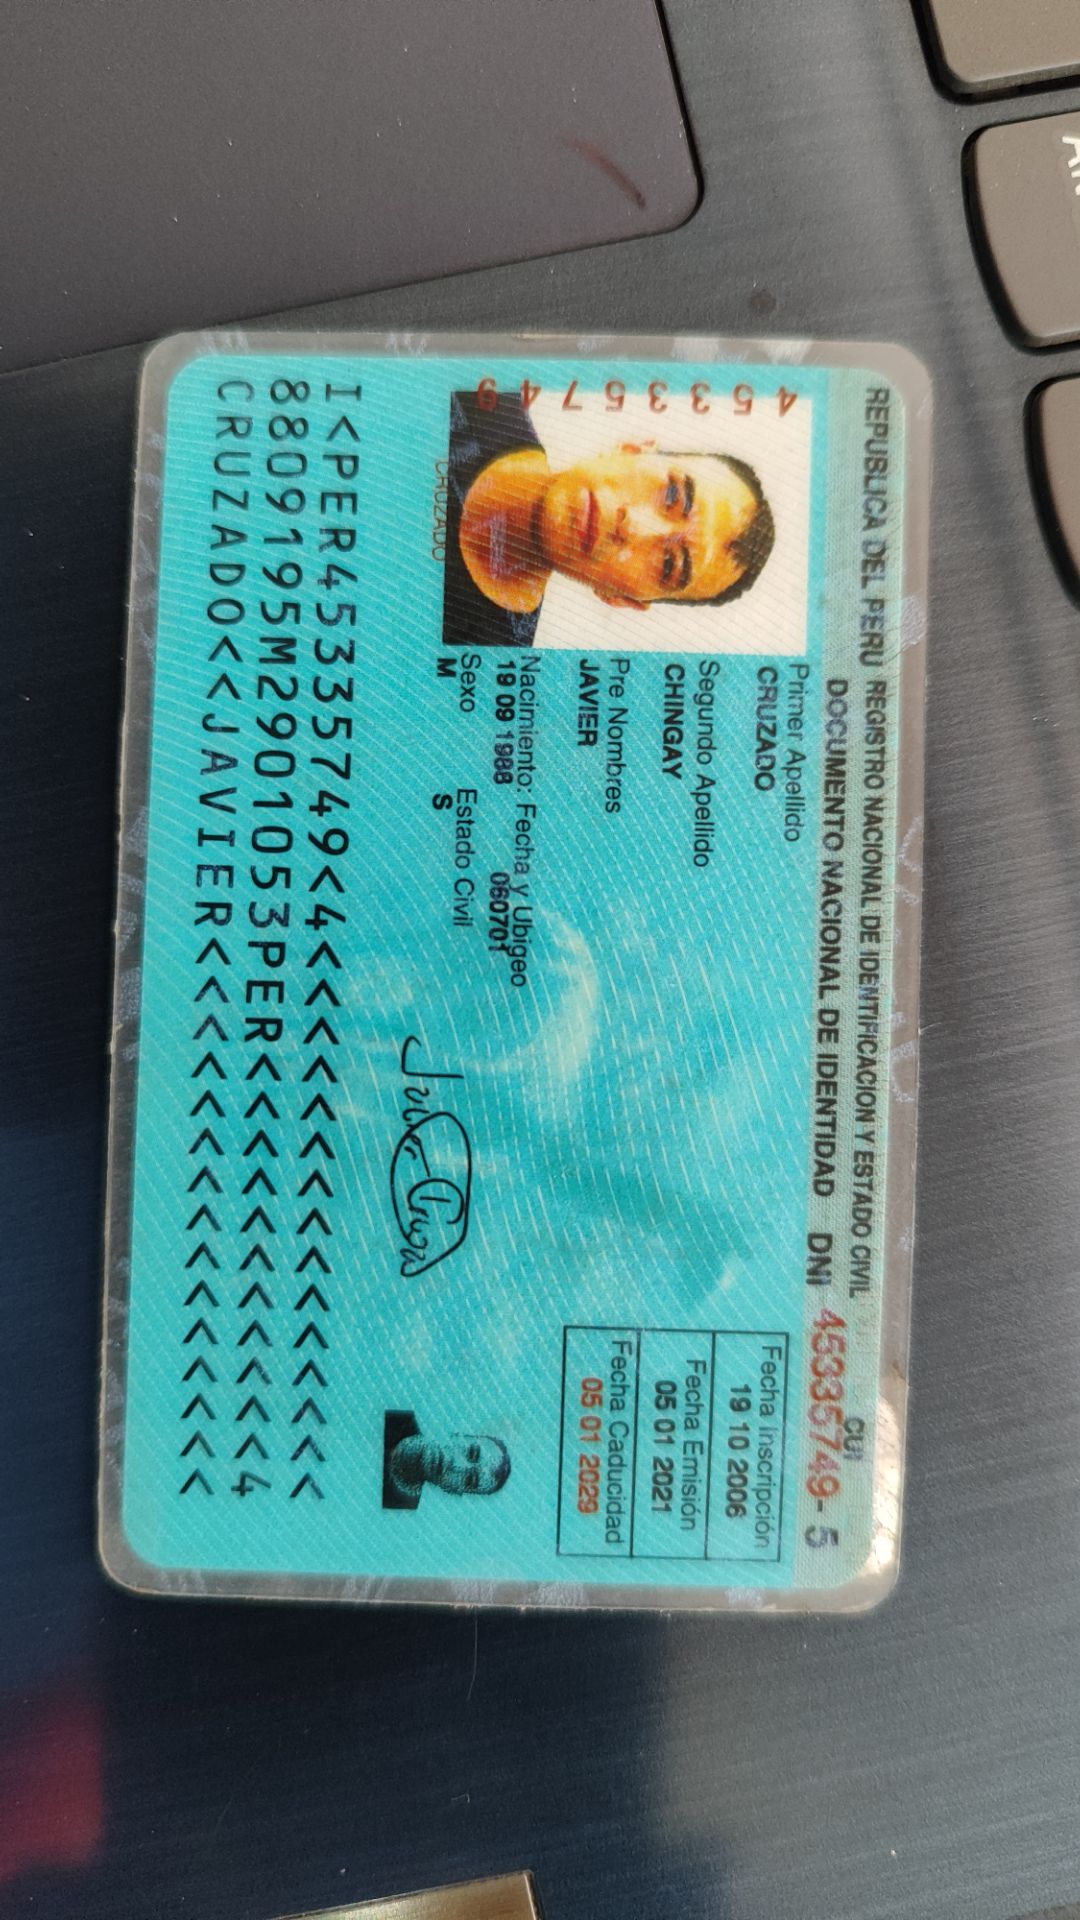 REPUBLICA DEL PERU REGISTRO NACIONAL DE IDENTIFICACION Y ESTADO CIVIL
CUI
DOCUMENTO NACIONAL DE IDENTIDAD DNI 45335749- 5
45335749
CRUZADO
Primer Apellido
CRUZADO
Segundo Apellido
CHINGAY
Pre Nombres
JAVIER
Nacimiento: Fecha y Ubigeo
19 09 1988 060701
Sexo Estado Civil
M S
Fecha Inscripción
19 10 2006
Fecha Emisión
05 01 2021
Fecha Caducidad
05 01 2029
I<PER45335749<4<<<<<<<<<<<<<<<
8809195M2901053PER<<<<<<<<<<<4
CRUZADO<<JAVIER<<<<<<<<<<<<<<<